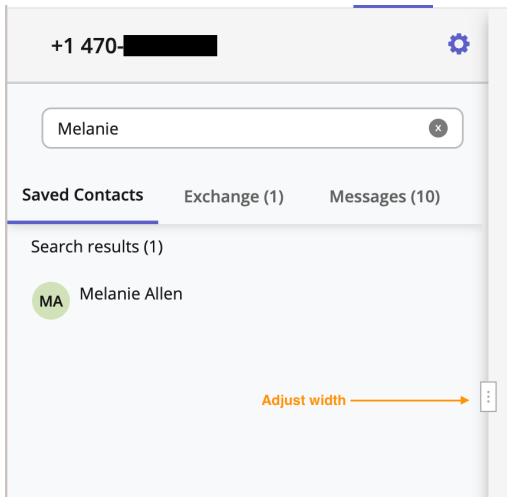 +1 470-
Melanie
x
Saved Contacts Exchange (1) Messages (10)
Search results (1)
MA Melanie Allen
Adjust width